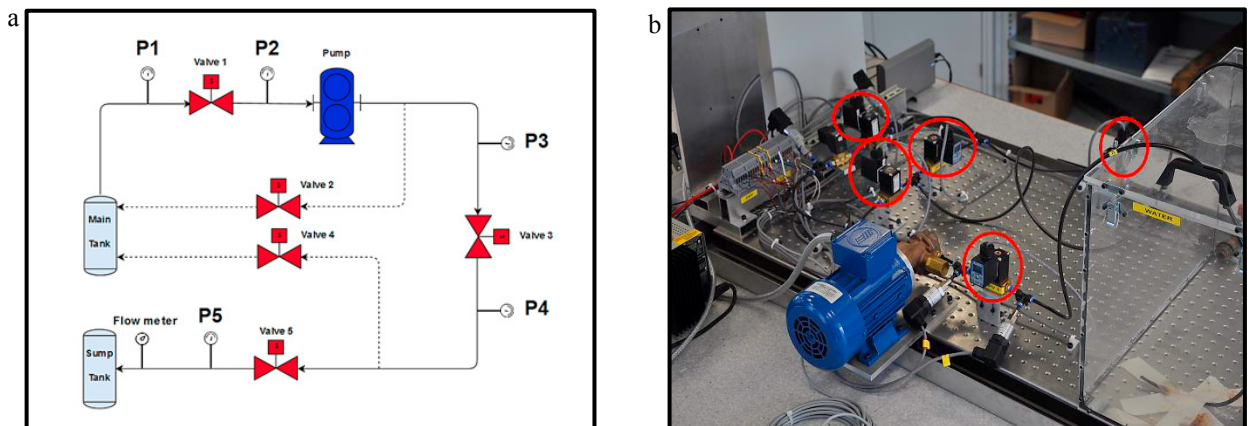 a
P1
Valve 1
P2
Pump
P3
Valve 2
Main
Tank
Valve 4
Valve 3
P4
Flow meter
P5
Valve 5
Sump
Tank
b
WATER